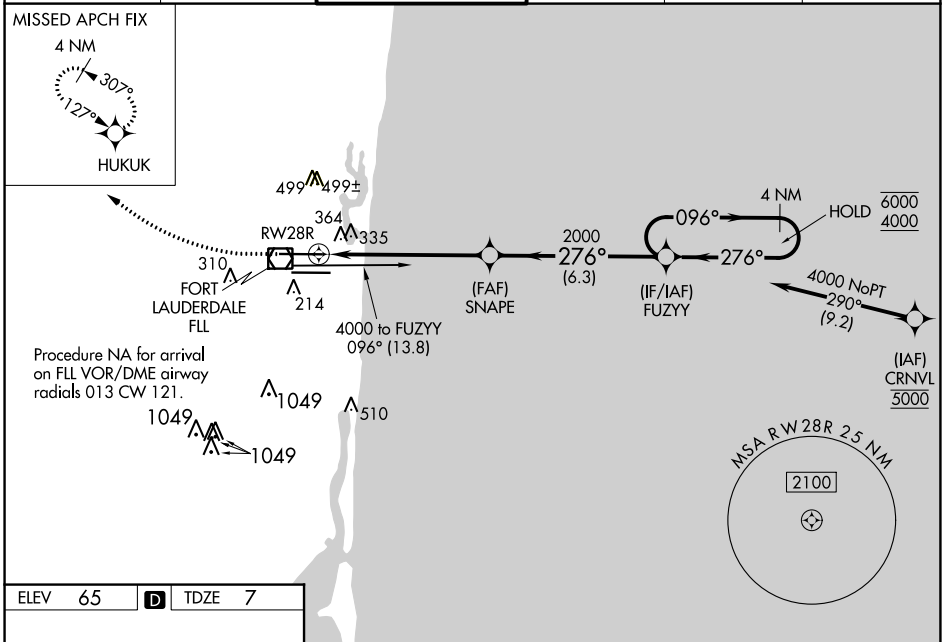 MISSED APCH FIX
4 NM
307°
127°
HUKUK
499
499±
364
335
RW28R
310
FORT
LAUDERDALE
FLL
214
4000 to FUZYY
096° (13.8)
(FAF)
SNAPE
2000
276°
(6.3)
(IF/IAF)
FUZYY
096°
276°
4 NM
HOLD
6000
4000
4000 NoPT
290°
(9.2)
(IAF)
CRNVL
5000
Procedure NA for arrival
on FLL VOR/DME airway
radials 013 CW 121.
1049
1049
1049
510
MSA RW28R 25 NM
2100
ELEV 65 D TDZE 7